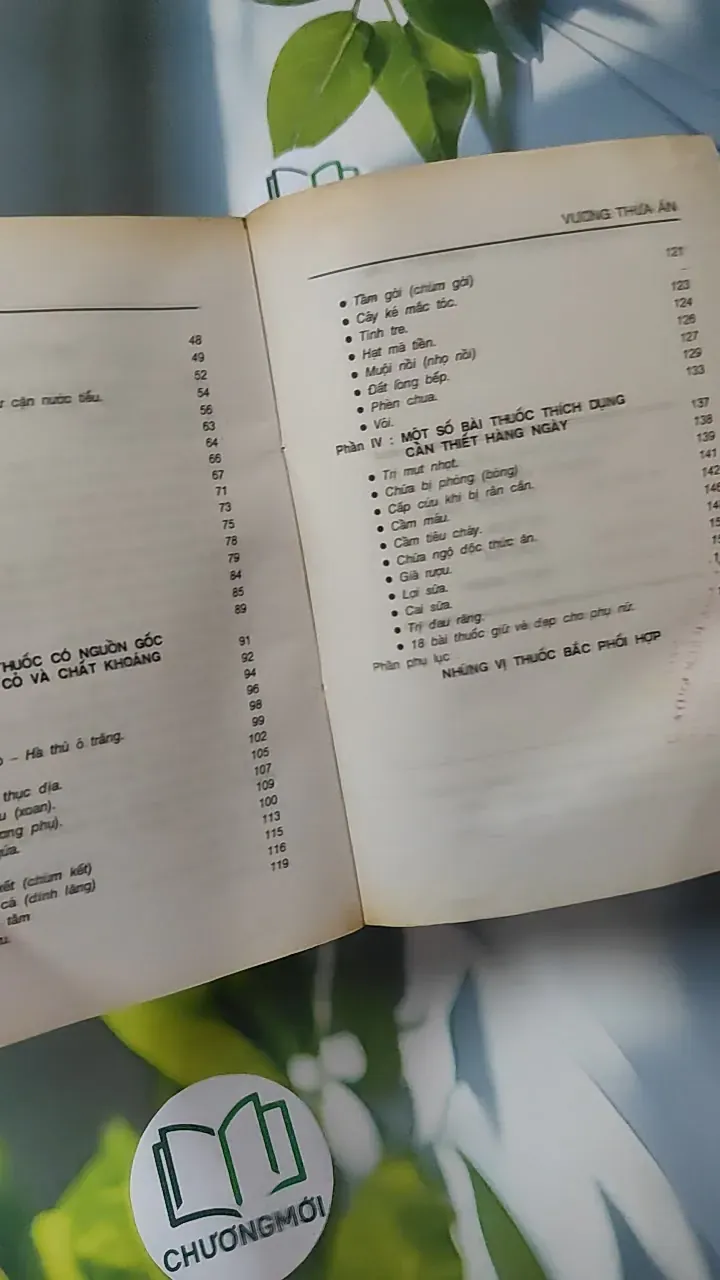 48
49
52
cặn nước tiểu. 54
56
63
64
66
67
71
73
75
78
79
84
85
89
THUỐC CÓ NGUỒN GỐC 91
CỎ VÀ CHẤT KHOÁNG 92
94
96
98
– Hà thủ ô trắng. 99
102
thục địa. 105
(xoan). 107
phụ). 109
100
113
kết (chùm kết) 115
cá (đinh lăng) 116
tầm 119
VƯƠNG THỪA ÂN
121
• Tầm gởi (chùm gởi) –
• Cây ké mắc tóc. 123
• Tinh tre. 124
• Hạt mã tiền. 126
• Muội nồi (nhọ nồi) 127
• Đất lòng bếp. 129
• Phèn chua. 133
• Vôi.
Phần IV : MỘT SỐ BÀI THUỐC THÍCH DỤNG 137
CẦN THIẾT HÀNG NGÀY 138
• Trị mụt nhọt. 139
• Chữa bị phỏng (bỏng) 141
• Cấp cứu khi bị rắn cắn. 142
• Cầm máu.
• Cầm tiêu chảy.
• Chữa ngộ độc thức ăn.
• Giã rượu.
• Lợi sữa.
• Cai sữa.
• Trị đau răng.
• 18 bài thuốc giữ vẻ đẹp cho phụ nữ.
Phần phụ lục
NHỮNG VỊ THUỐC BẮC PHỐI HỢP
CHƯƠNGMỚI